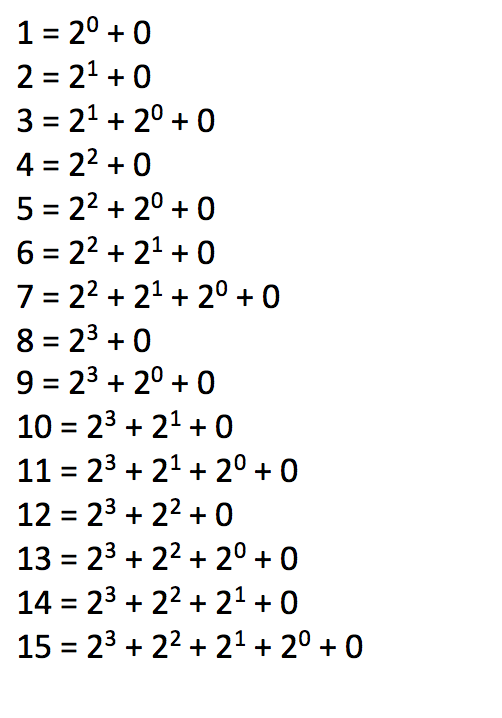 1 = 2⁰ + 0
2 = 2¹ + 0
3 = 2¹ + 2⁰ + 0
4 = 2² + 0
5 = 2² + 2⁰ + 0
6 = 2² + 2¹ + 0
7 = 2² + 2¹ + 2⁰ + 0
8 = 2³ + 0
9 = 2³ + 2⁰ + 0
10 = 2³ + 2¹ + 0
11 = 2³ + 2¹ + 2⁰ + 0
12 = 2³ + 2² + 0
13 = 2³ + 2² + 2⁰ + 0
14 = 2³ + 2² + 2¹ + 0
15 = 2³ + 2² + 2¹ + 2⁰ + 0